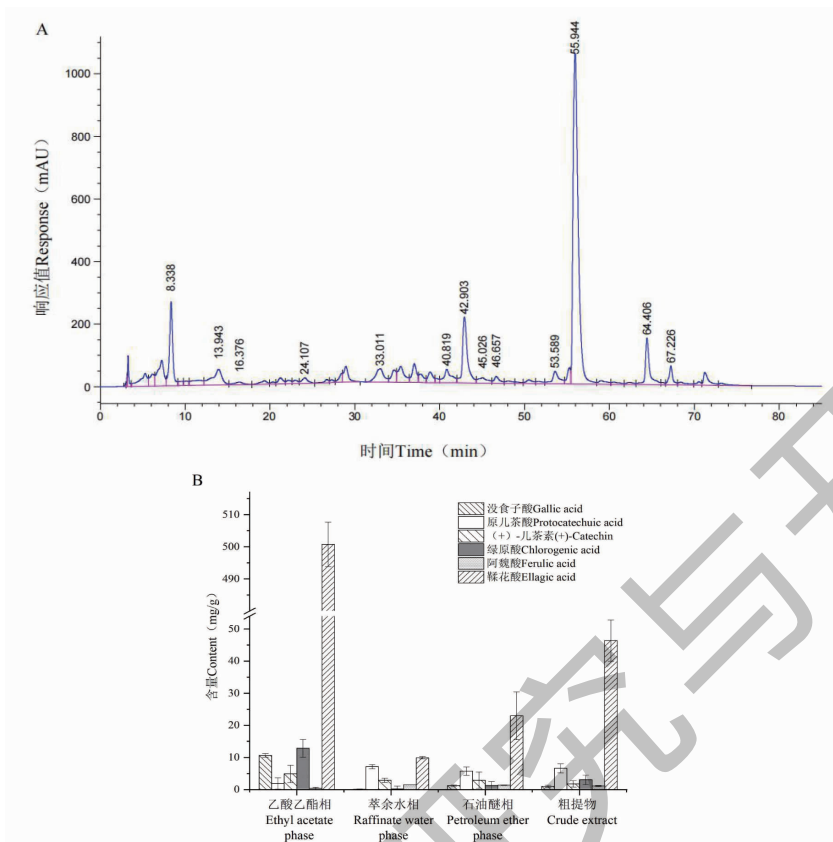 A
响应值Response（mAU）
1000
800
600
400
200
0
8.338
13.943
16.376
24.107
33.011
40.819
42.903
45.026
46.657
53.589
55.944
64.406
67.226
0 10 20 30 40 50 60 70 80
时间Time（min）
B
含量Content（mg/g）
510
500
490
50
40
30
20
10
0
没食子酸Gallic acid
原儿茶酸Protocatechuic acid
（+）-儿茶素(+)-Catechin
绿原酸Chlorogenic acid
阿魏酸Ferulic acid
鞣花酸Ellagic acid
乙酸乙酯相 萃余水相 石油醚相 粗提物
Ethyl acetate Raffinate water Petroleum ether Crude extract
phase phase phase
究与开